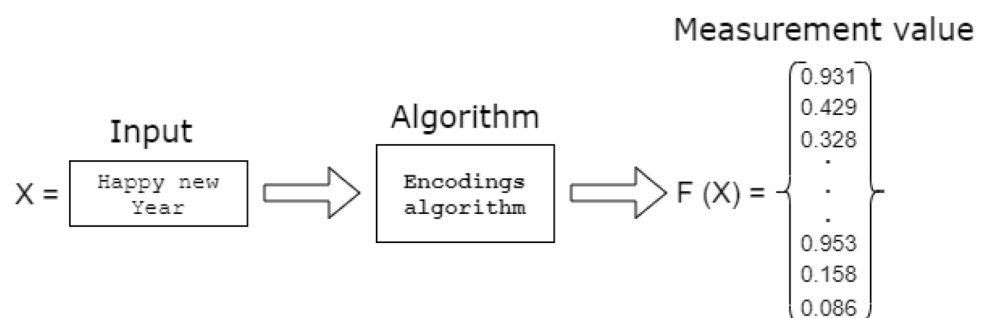 Measurement value
Input
Algorithm
X =
Happy new
Year
Encodings
algorithm
F (X) =
0.931
0.429
0.328
.
.
.
0.953
0.158
0.086